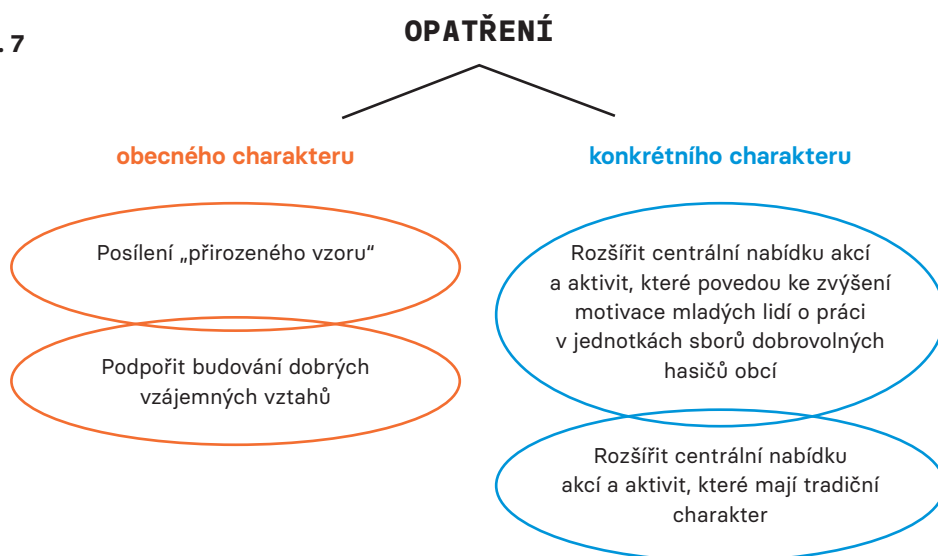 . 7
OPATŘENÍ
obecného charakteru
konkrétního charakteru
Posílení „přirozeného vzoru“
Podpořit budování dobrých
vzájemných vztahů
Rozšířit centrální nabídku akcí
a aktivit, které povedou ke zvýšení
motivace mladých lidí o práci
v jednotkách sborů dobrovolných
hasičů obcí
Rozšířit centrální nabídku
akcí a aktivit, které mají tradiční
charakter